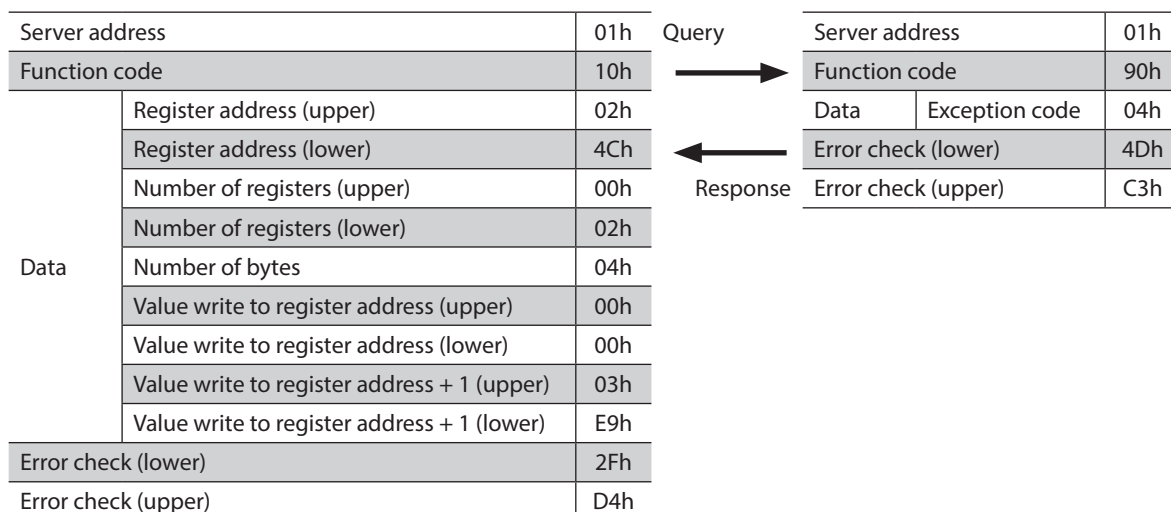 Server address 01h
Function code 10h
Register address (upper) 02h
Register address (lower) 4Ch
Number of registers (upper) 00h
Number of registers (lower) 02h
Data Number of bytes 04h
Value write to register address (upper) 00h
Value write to register address (lower) 00h
Value write to register address + 1 (upper) 03h
Value write to register address + 1 (lower) E9h
Error check (lower) 2Fh
Error check (upper) D4h
Query
Response
Server address 01h
Function code 90h
Data Exception code 04h
Error check (lower) 4Dh
Error check (upper) C3h